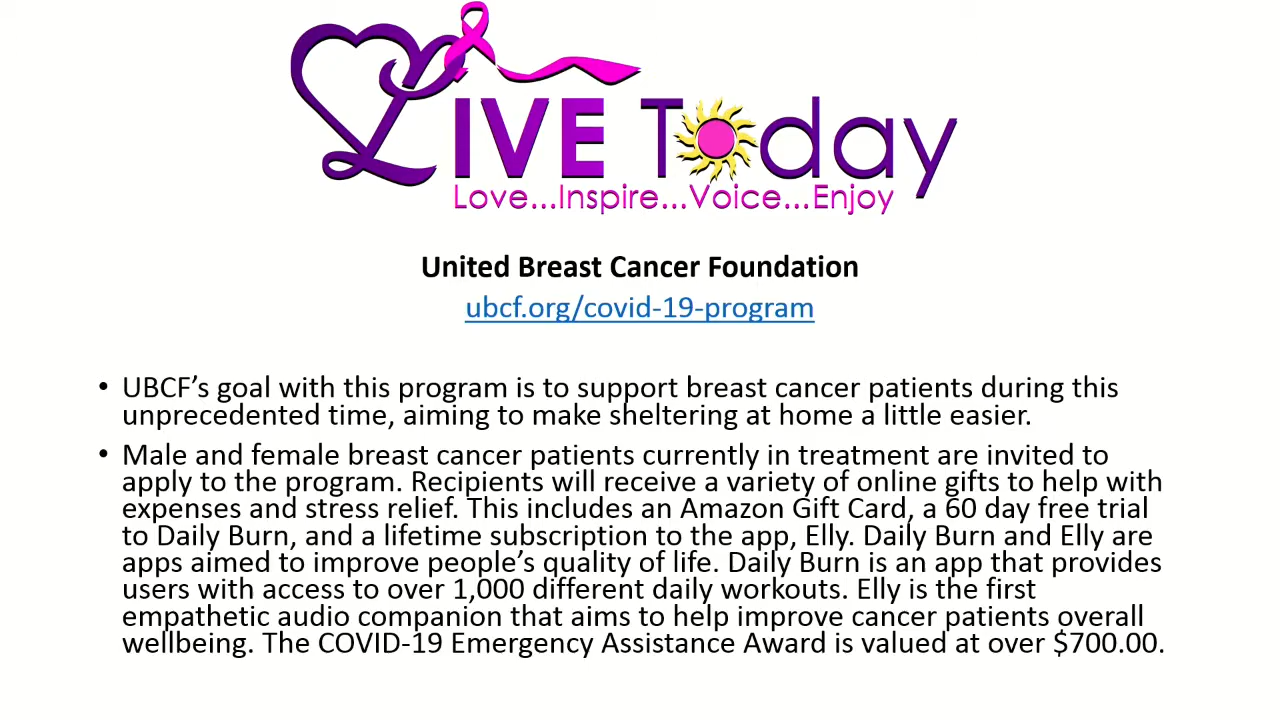 LIVE Today
Love...Inspire...Voice...Enjoy
United Breast Cancer Foundation
ubcf.org/covid-19-program
• UBCF’s goal with this program is to support breast cancer patients during this
unprecedented time, aiming to make sheltering at home a little easier.
• Male and female breast cancer patients currently in treatment are invited to
apply to the program. Recipients will receive a variety of online gifts to help with
expenses and stress relief. This includes an Amazon Gift Card, a 60 day free trial
to Daily Burn, and a lifetime subscription to the app, Elly. Daily Burn and Elly are
apps aimed to improve people’s quality of life. Daily Burn is an app that provides
users with access to over 1,000 different daily workouts. Elly is the first
empathetic audio companion that aims to help improve cancer patients overall
wellbeing. The COVID-19 Emergency Assistance Award is valued at over $700.00.